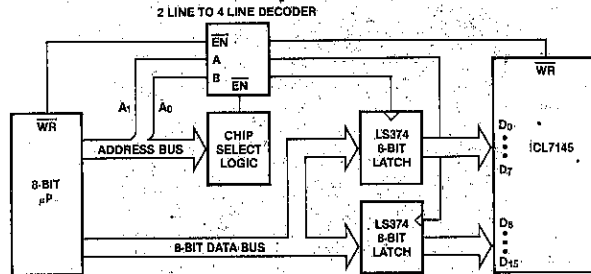 2 LINE TO 4 LINE DECODER
EN
A
B
EN
WR
WR
A1
A0
ADDRESS BUS
CHIP
SELECT
LOGIC
8-BIT
μP
LS374
8-BIT
LATCH
D0
D7
ICL7145
8-BIT DATA BUS
LS374
8-BIT
LATCH
D8
D15